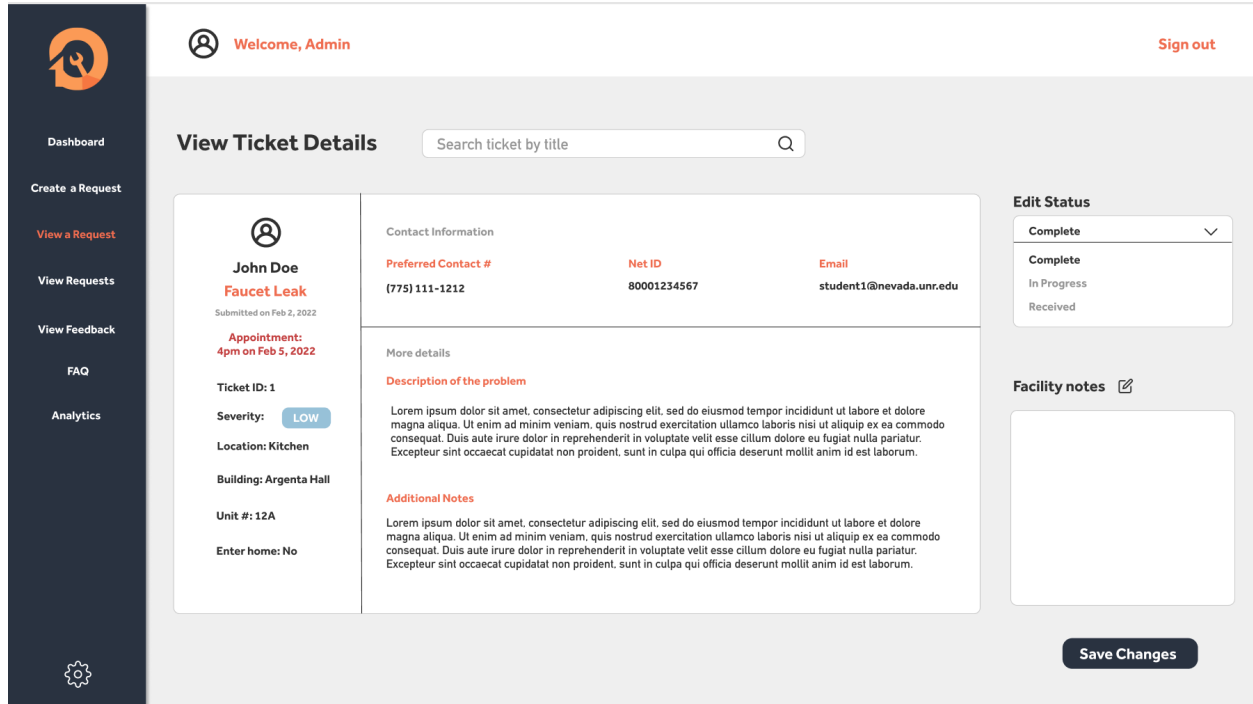 Welcome, Admin
Sign out
Dashboard
Create a Request
View a Request
View Requests
View Feedback
FAQ
Analytics
View Ticket Details
Search ticket by title
John Doe
Faucet Leak
Submitted on Feb 2, 2022
Appointment:
4pm on Feb 5, 2022
Ticket ID: 1
Severity: LOW
Location: Kitchen
Building: Argenta Hall
Unit #: 12A
Enter home: No
Contact Information
Preferred Contact # Net ID Email
(775) 111-1212 80001234567 student1@nevada.unr.edu
More details
Description of the problem
Lorem ipsum dolor sit amet, consectetur adipiscing elit, sed do eiusmod tempor incididunt ut labore et dolore
magna aliqua. Ut enim ad minim veniam, quis nostrud exercitation ullamco laboris nisi ut aliquip ex ea commodo
consequat. Duis aute irure dolor in reprehenderit in voluptate velit esse cillum dolore eu fugiat nulla pariatur.
Excepteur sint occaecat cupidatat non proident, sunt in culpa qui officia deserunt mollit anim id est laborum.
Additional Notes
Lorem ipsum dolor sit amet, consectetur adipiscing elit, sed do eiusmod tempor incididunt ut labore et dolore
magna aliqua. Ut enim ad minim veniam, quis nostrud exercitation ullamco laboris nisi ut aliquip ex ea commodo
consequat. Duis aute irure dolor in reprehenderit in voluptate velit esse cillum dolore eu fugiat nulla pariatur.
Excepteur sint occaecat cupidatat non proident, sunt in culpa qui officia deserunt mollit anim id est laborum.
Edit Status
Complete
Complete
In Progress
Received
Facility notes
Save Changes